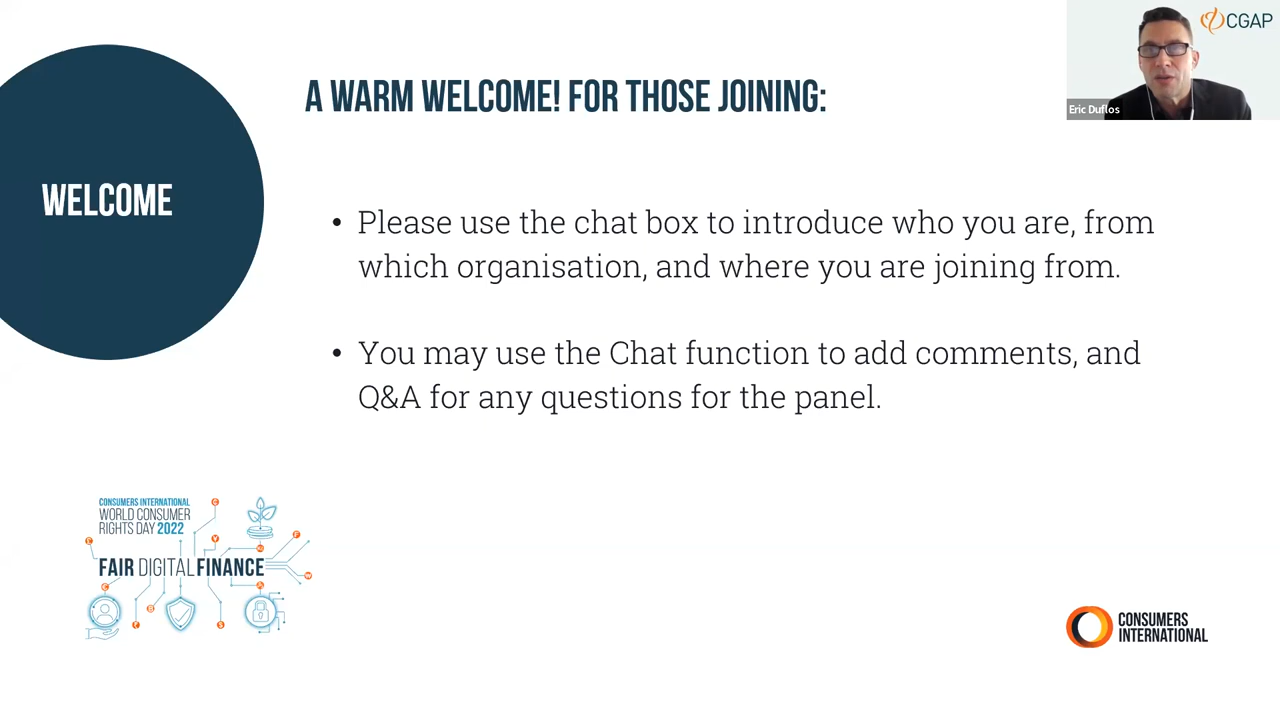 CGAP
Eric Duflos
A WARM WELCOME! FOR THOSE JOINING:
WELCOME
• Please use the chat box to introduce who you are, from
which organisation, and where you are joining from.
• You may use the Chat function to add comments, and
Q&A for any questions for the panel.
CONSUMERS INTERNATIONAL
WORLD CONSUMER
RIGHTS DAY 2022
FAIR DIGITAL FINANCE
CONSUMERS
INTERNATIONAL